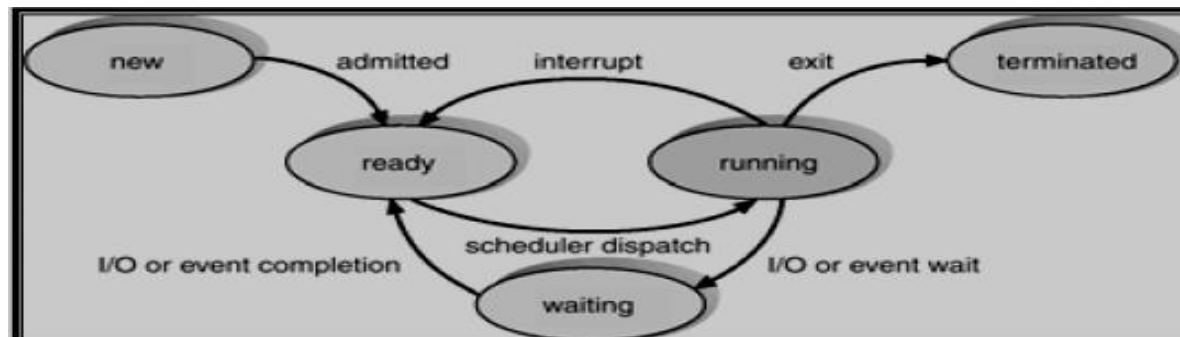 new
admitted
interrupt
exit
terminated
ready
running
scheduler dispatch
I/O or event completion
I/O or event wait
waiting